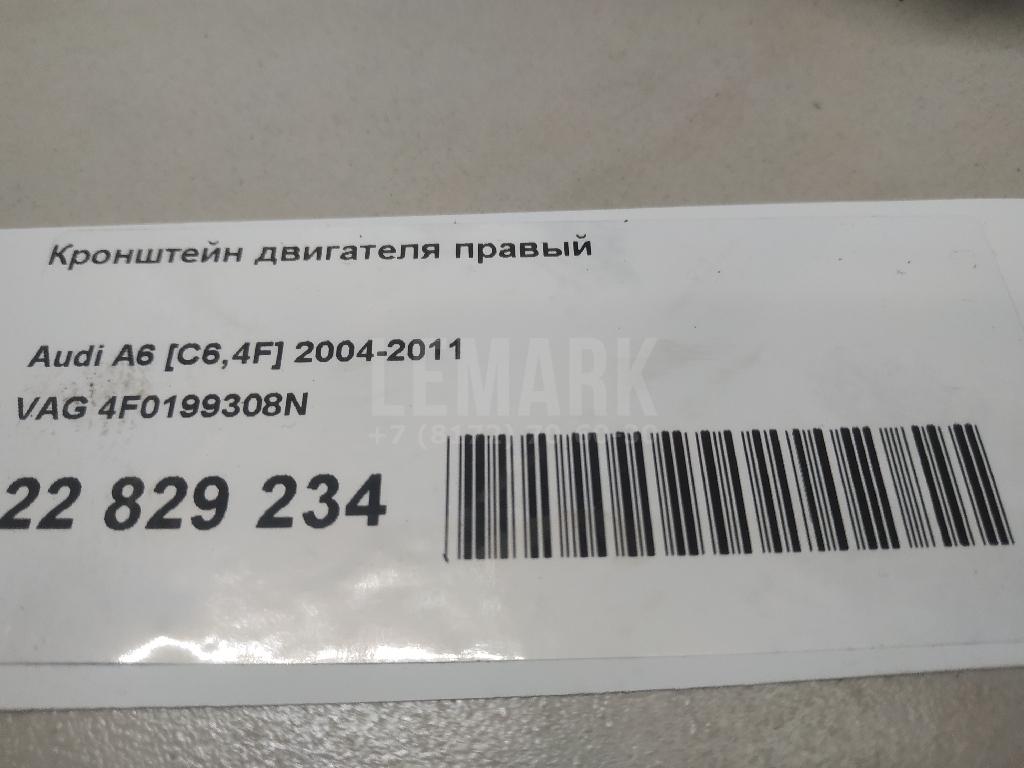 Кронштейн двигателя правый
Audi A6 [C6,4F] 2004-2011
LEMARK
VAG 4F0199308N
22 829 234